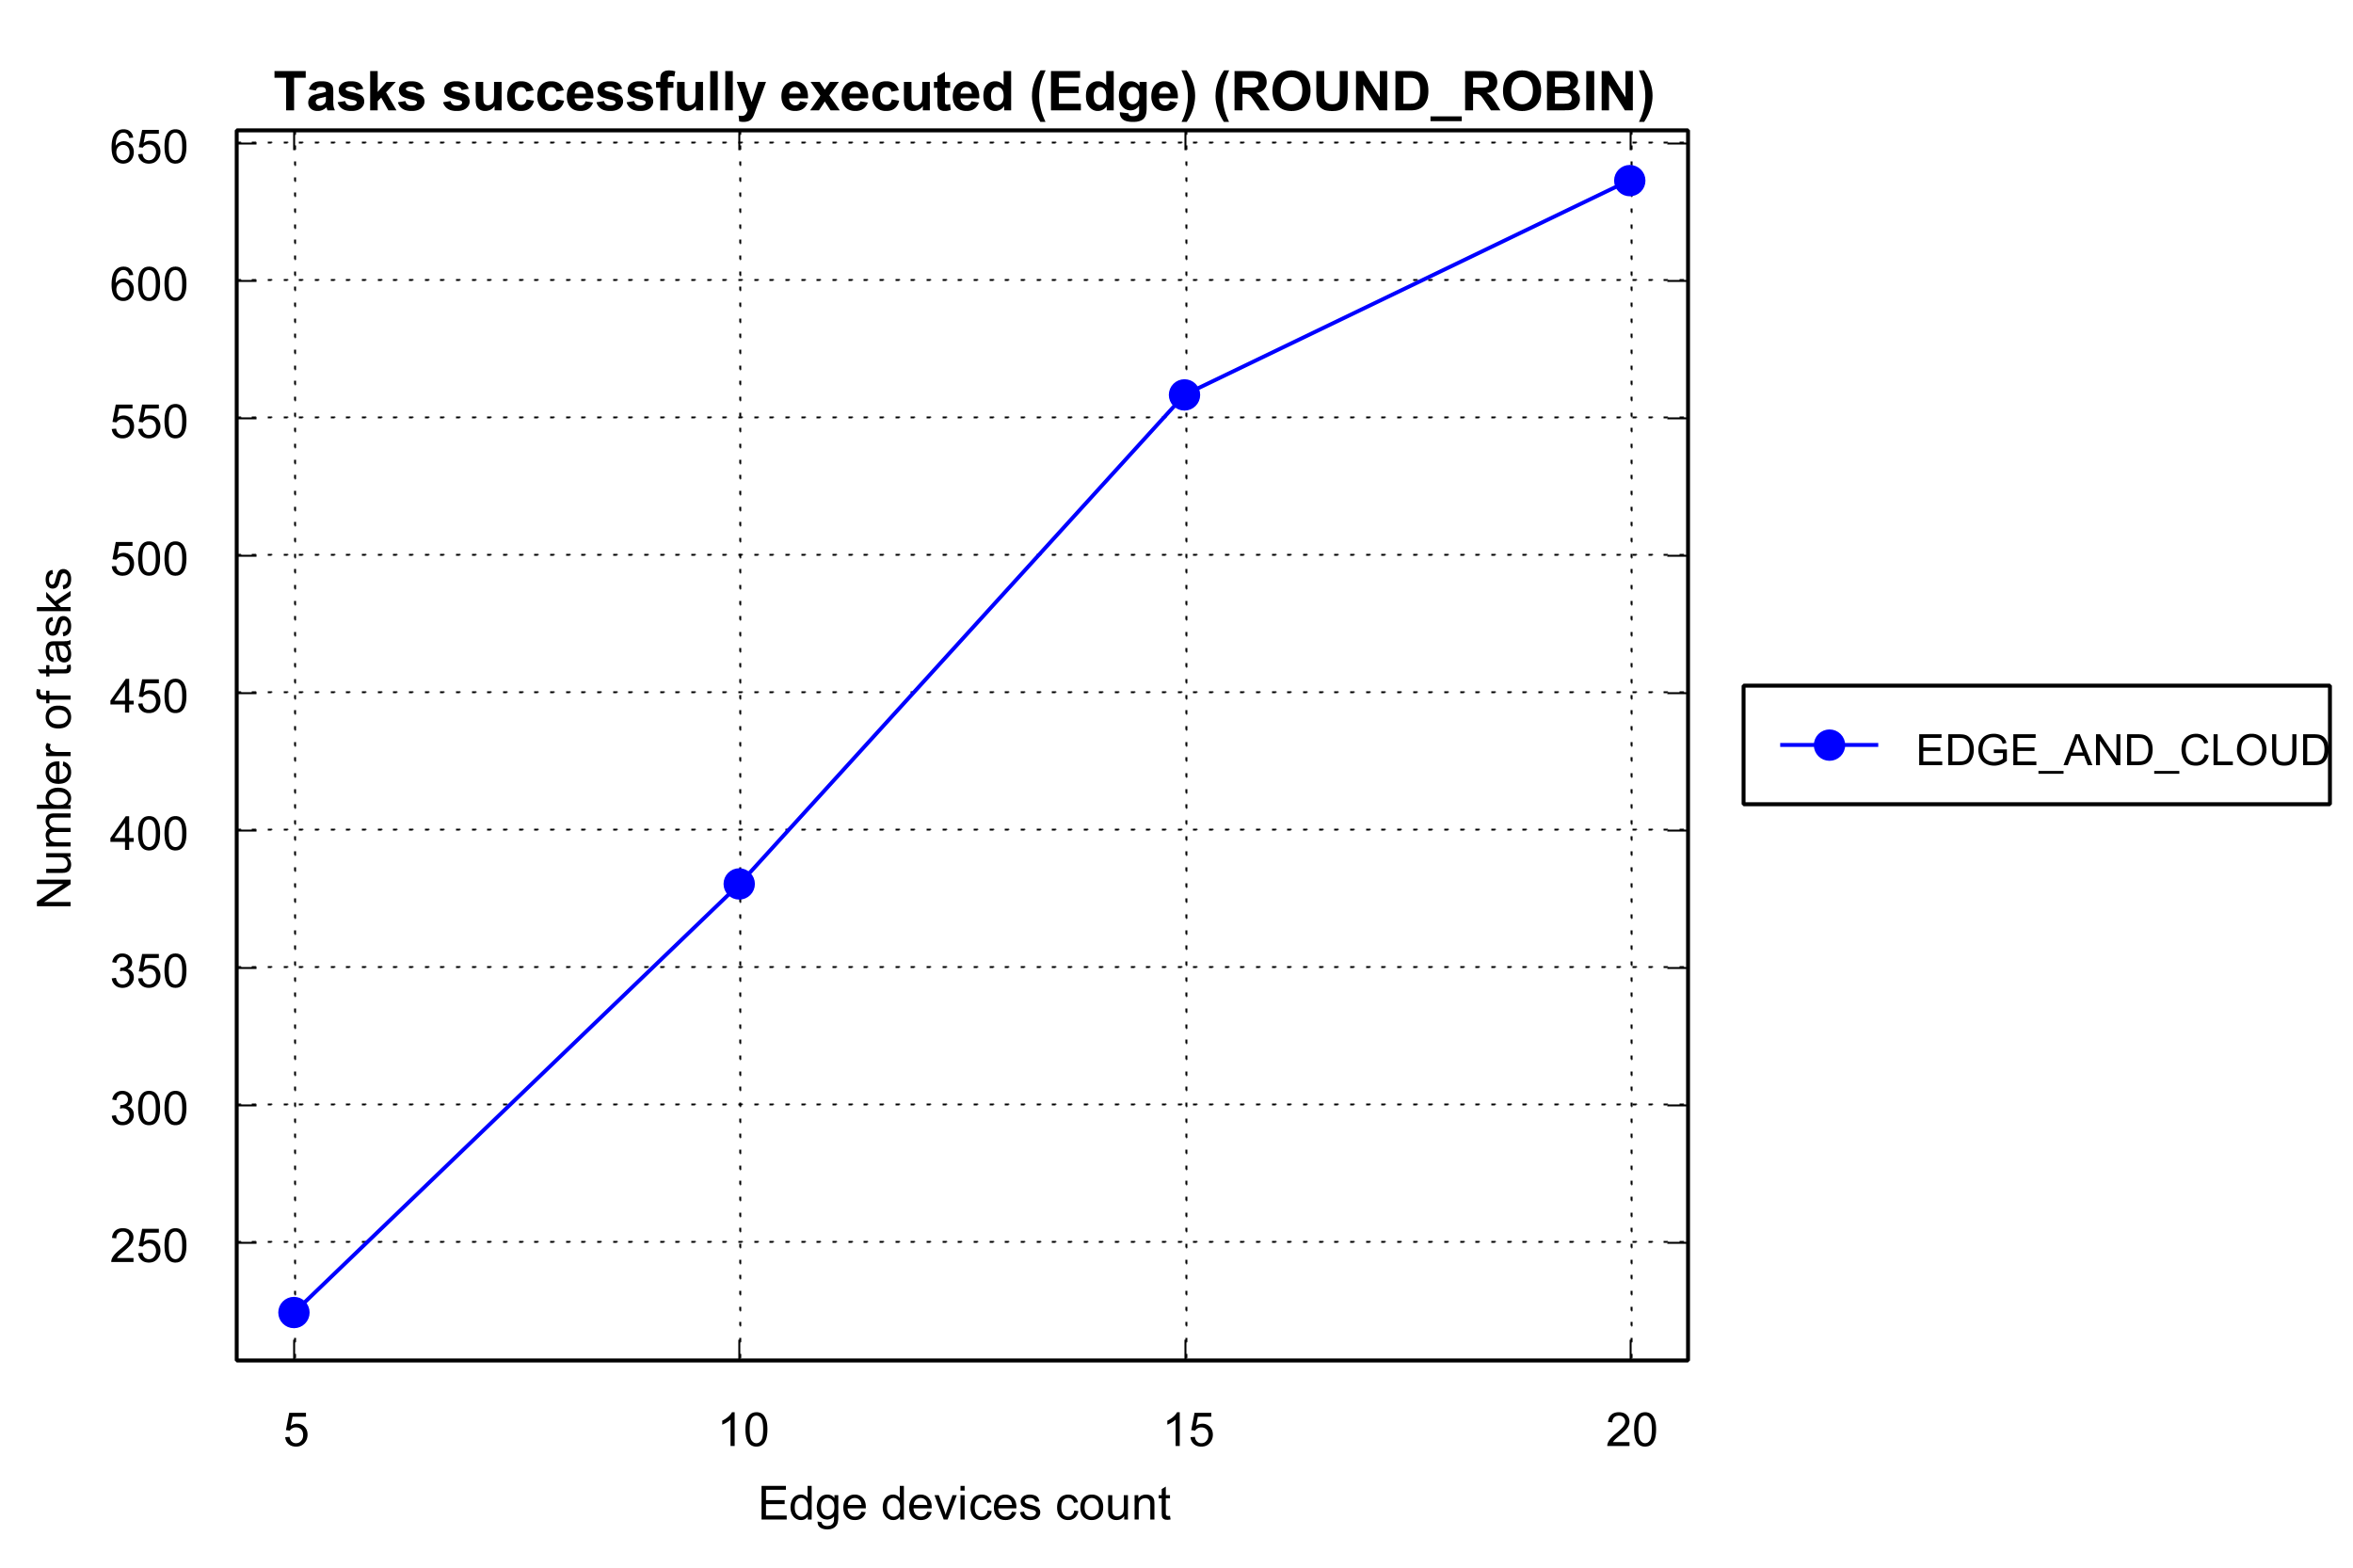 Tasks successfully executed (Edge) (ROUND_ROBIN)
650
600
550
500
450
400
350
300
250
Number of tasks
5 10 15 20
Edge devices count
EDGE_AND_CLOUD